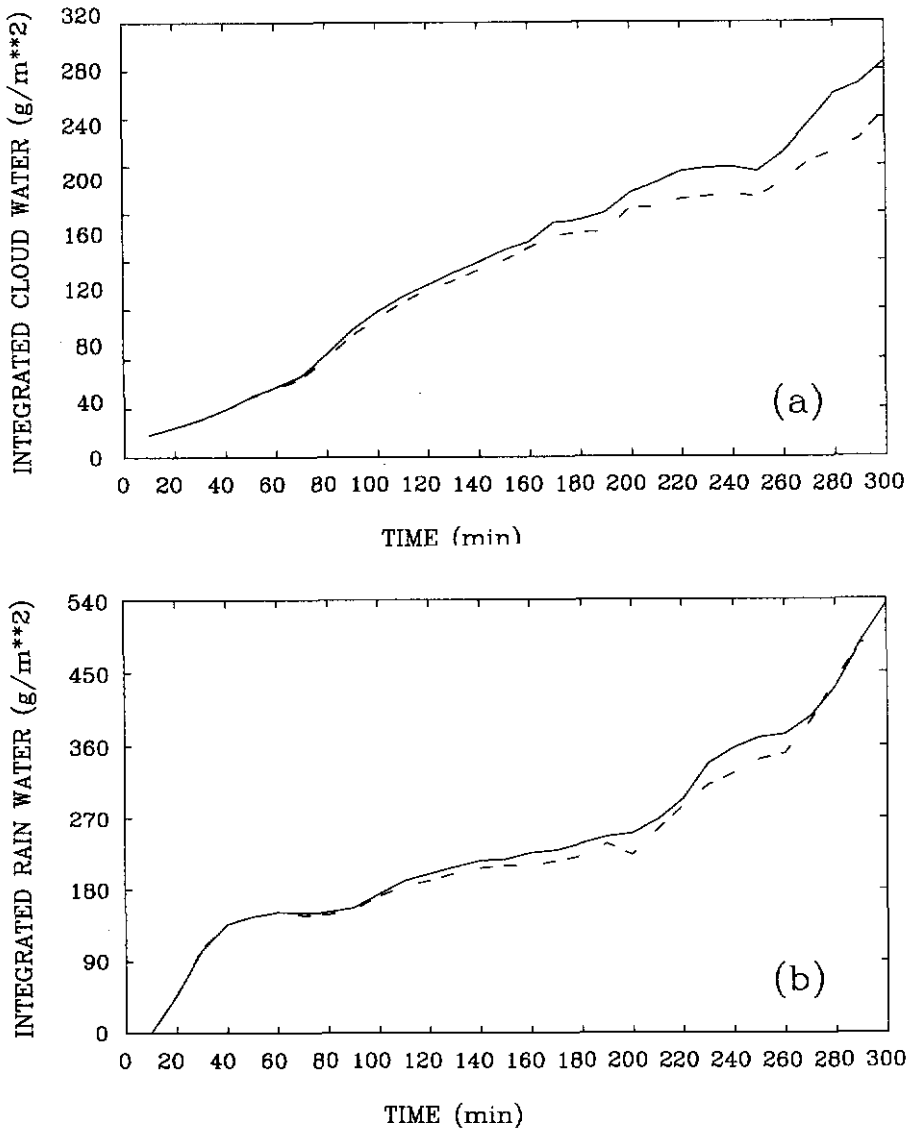 INTEGRATED CLOUD WATER (g/m**2)
320
280
240
200
160
120
80
40
0
(a)
0 20 40 60 80 100 120 140 160 180 200 220 240 260 280 300
TIME (min)
INTEGRATED RAIN WATER (g/m**2)
540
450
360
270
180
90
0
(b)
0 20 40 60 80 100 120 140 160 180 200 220 240 260 280 300
TIME (min)